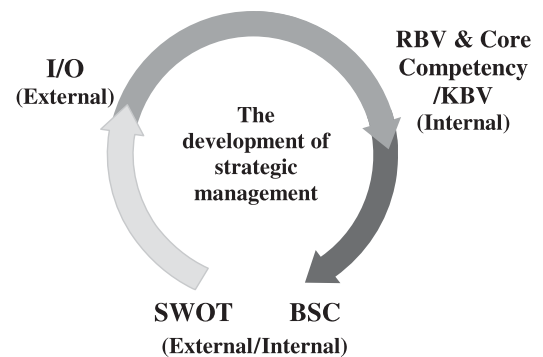 I/O
(External)
RBV & Core
Competency
/KBV
(Internal)
The
development of
strategic
management
SWOT BSC
(External/Internal)